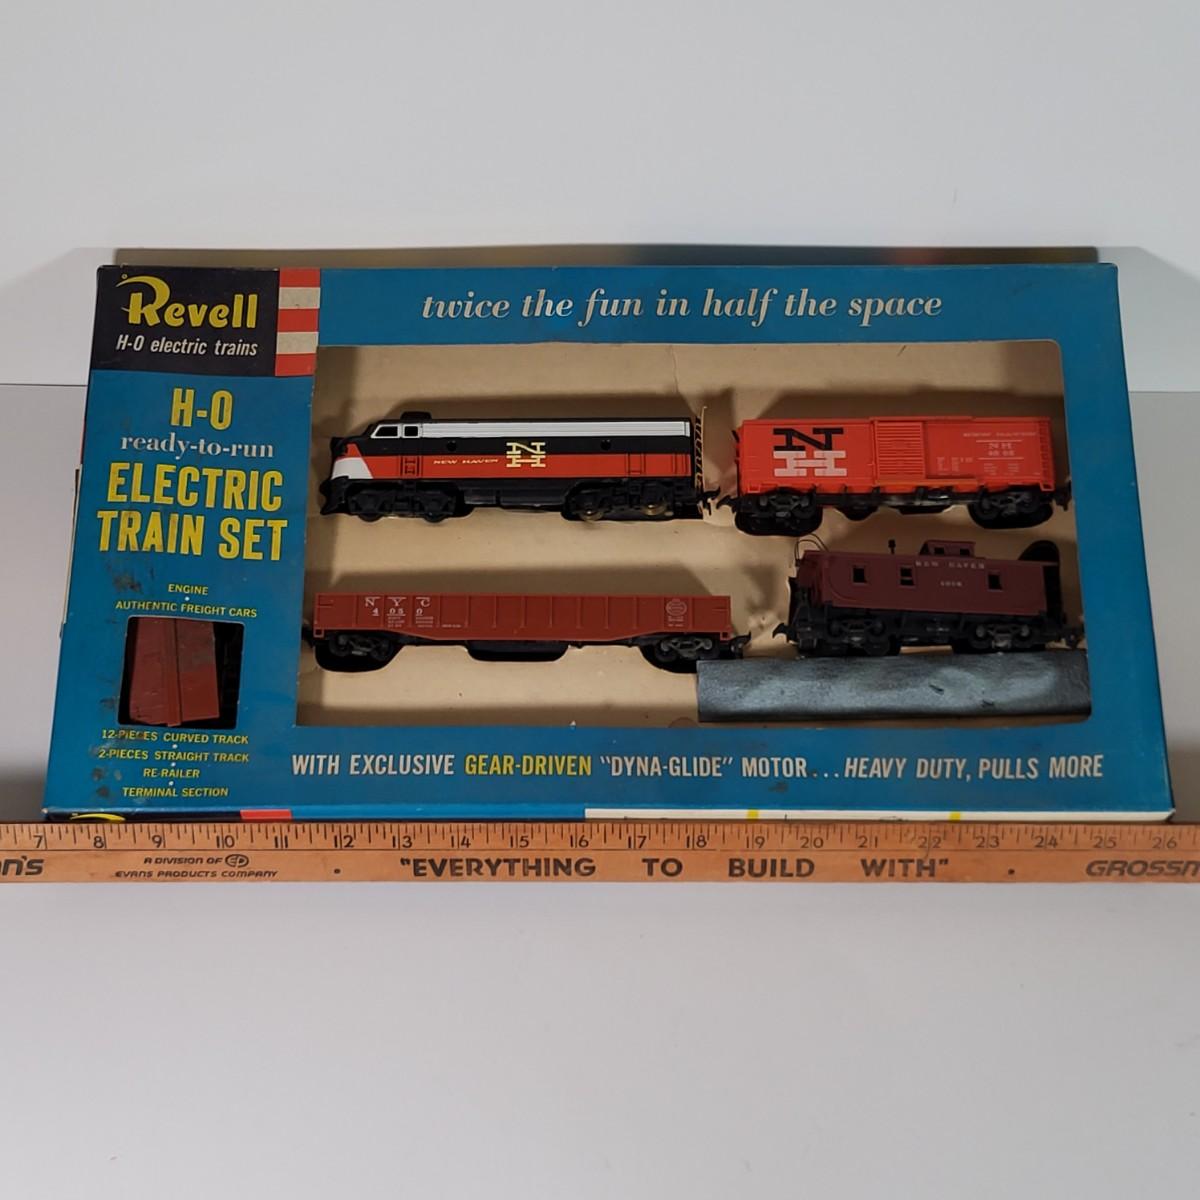 Revell
H-O electric trains
twice the fun in half the space
H-O
ready-to-run
ELECTRIC
TRAIN SET
ENGINE
AUTHENTIC FREIGHT CARS
12-PIECES CURVED TRACK
2-PIECES STRAIGHT TRACK
RE-RAILER
TERMINAL SECTION
NEW HAVEN
N
H
N
H
N H
NYC
4050
NEW HAVEN
WITH EXCLUSIVE GEAR-DRIVEN "DYNA-GLIDE" MOTOR...HEAVY DUTY, PULLS MORE
7 8 9 10 11 12 13 14 15 16 17 18 19 20 21 22 23 24 25 26
A DIVISION OF EP
EVANS PRODUCTS COMPANY
"EVERYTHING TO BUILD WITH"